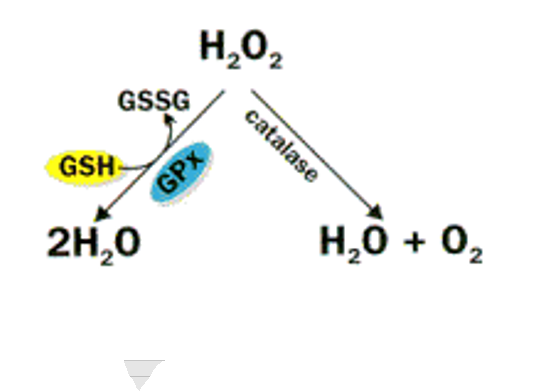 H₂O₂
GSSG
catalase
GSH
GPx
2H₂O
H₂O + O₂